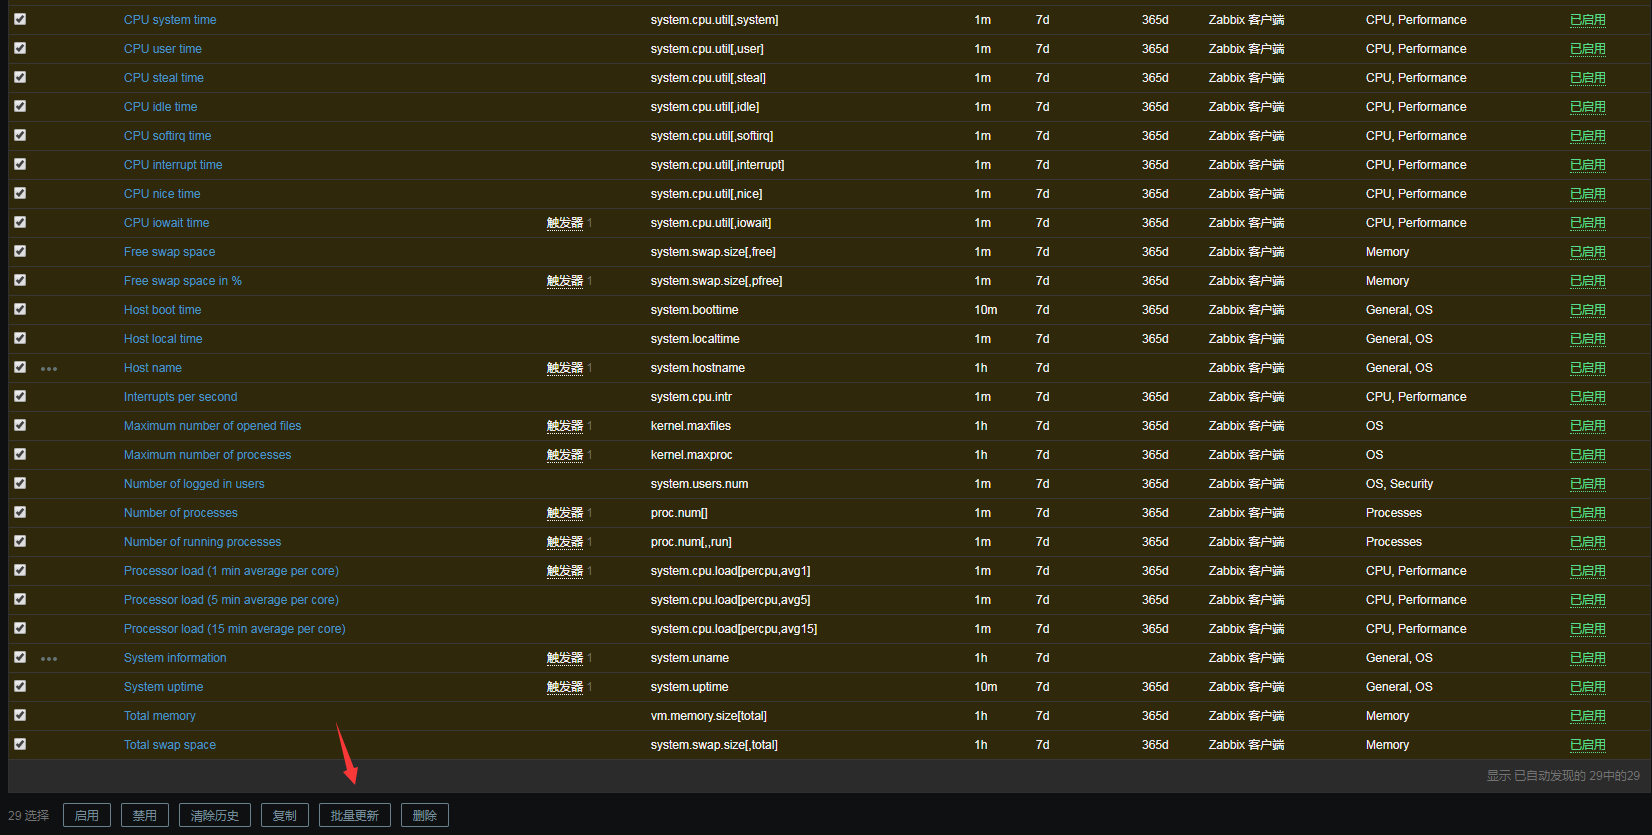 CPU system time system.cpu.util[,system] 1m 7d 365d Zabbix 客户端 CPU, Performance 已启用
CPU user time system.cpu.util[,user] 1m 7d 365d Zabbix 客户端 CPU, Performance 已启用
CPU steal time system.cpu.util[,steal] 1m 7d 365d Zabbix 客户端 CPU, Performance 已启用
CPU idle time system.cpu.util[,idle] 1m 7d 365d Zabbix 客户端 CPU, Performance 已启用
CPU softirq time system.cpu.util[,softirq] 1m 7d 365d Zabbix 客户端 CPU, Performance 已启用
CPU interrupt time system.cpu.util[,interrupt] 1m 7d 365d Zabbix 客户端 CPU, Performance 已启用
CPU nice time system.cpu.util[,nice] 1m 7d 365d Zabbix 客户端 CPU, Performance 已启用
CPU iowait time 触发器 1 system.cpu.util[,iowait] 1m 7d 365d Zabbix 客户端 CPU, Performance 已启用
Free swap space system.swap.size[,free] 1m 7d 365d Zabbix 客户端 Memory 已启用
Free swap space in % 触发器 1 system.swap.size[,pfree] 1m 7d 365d Zabbix 客户端 Memory 已启用
Host boot time system.boottime 10m 7d 365d Zabbix 客户端 General, OS 已启用
Host local time system.localtime 1m 7d 365d Zabbix 客户端 General, OS 已启用
Host name 触发器 1 system.hostname 1h 7d Zabbix 客户端 General, OS 已启用
Interrupts per second system.cpu.intr 1m 7d 365d Zabbix 客户端 CPU, Performance 已启用
Maximum number of opened files 触发器 1 kernel.maxfiles 1h 7d 365d Zabbix 客户端 OS 已启用
Maximum number of processes 触发器 1 kernel.maxproc 1h 7d 365d Zabbix 客户端 OS 已启用
Number of logged in users system.users.num 1m 7d 365d Zabbix 客户端 OS, Security 已启用
Number of processes 触发器 1 proc.num[] 1m 7d 365d Zabbix 客户端 Processes 已启用
Number of running processes 触发器 1 proc.num[,,run] 1m 7d 365d Zabbix 客户端 Processes 已启用
Processor load (1 min average per core) 触发器 1 system.cpu.load[percpu,avg1] 1m 7d 365d Zabbix 客户端 CPU, Performance 已启用
Processor load (5 min average per core) system.cpu.load[percpu,avg5] 1m 7d 365d Zabbix 客户端 CPU, Performance 已启用
Processor load (15 min average per core) system.cpu.load[percpu,avg15] 1m 7d 365d Zabbix 客户端 CPU, Performance 已启用
System information 触发器 1 system.uname 1h 7d Zabbix 客户端 General, OS 已启用
System uptime 触发器 1 system.uptime 10m 7d 365d Zabbix 客户端 General, OS 已启用
Total memory vm.memory.size[total] 1h 7d 365d Zabbix 客户端 Memory 已启用
Total swap space system.swap.size[,total] 1h 7d 365d Zabbix 客户端 Memory 已启用
显示 已自动发现的 29中的29
29 选择 启用 禁用 清除历史 复制 批量更新 删除